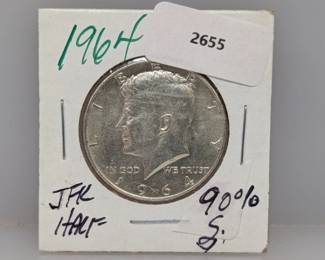 1964
2655
LIBERTY
IN GOD WE TRUST
1964
JFK
HALF
90%
S.